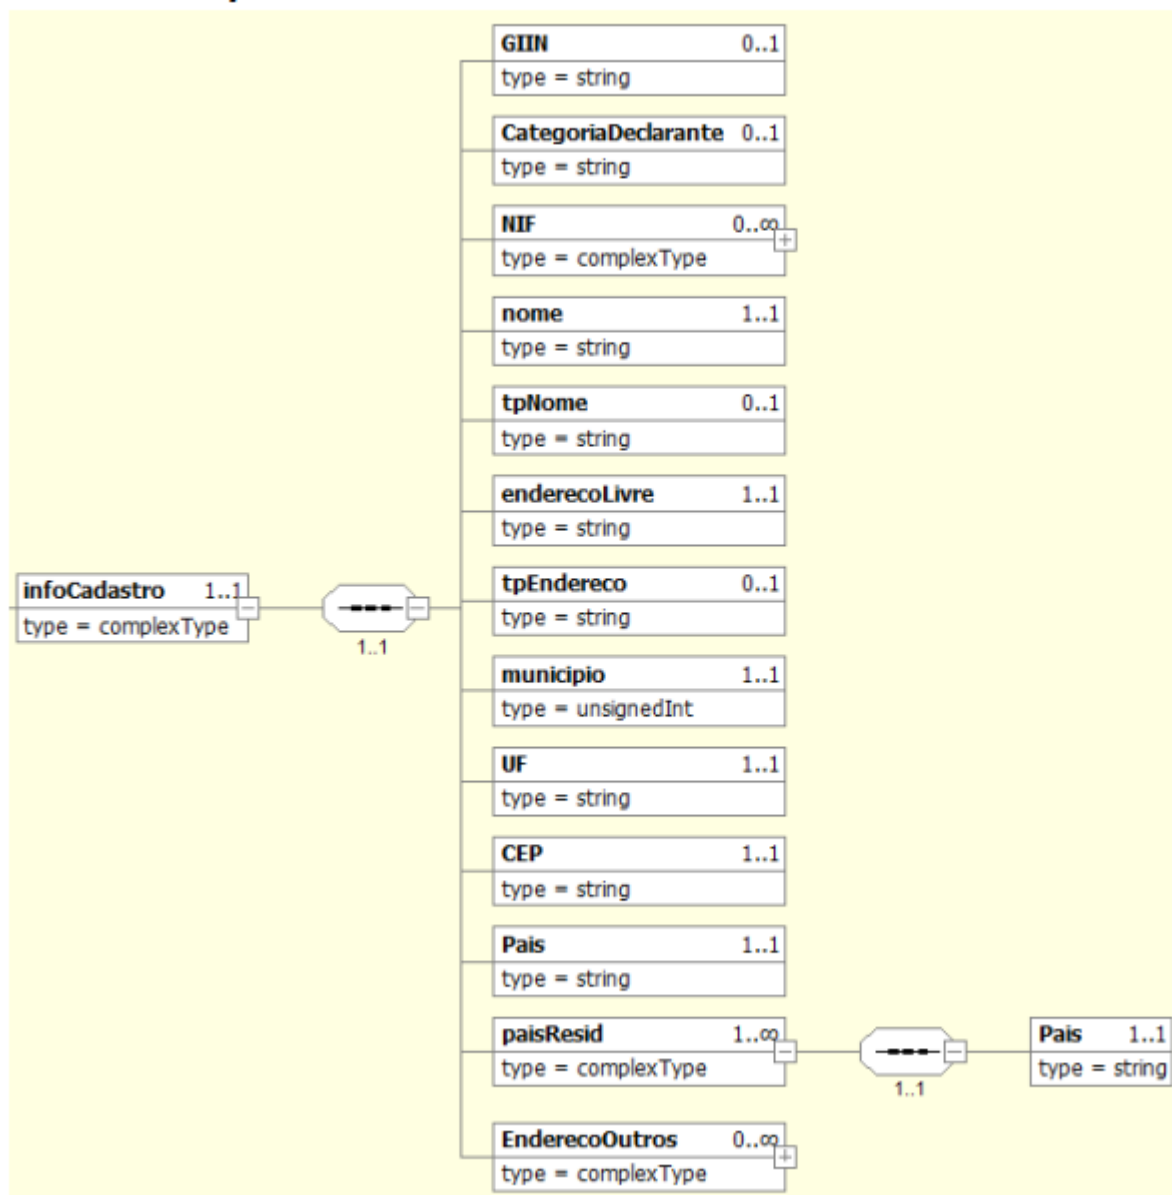 GIIN 0..1
type = string
CategoriaDeclarante 0..1
type = string
NIF 0..∞
type = complexType
nome 1..1
type = string
tpNome 0..1
type = string
enderecoLivre 1..1
type = string
infoCadastro 1..1
type = complexType
1..1
tpEndereco 0..1
type = string
municipio 1..1
type = unsignedInt
UF 1..1
type = string
CEP 1..1
type = string
Pais 1..1
type = string
paisResid 1..∞
type = complexType
1..1
Pais 1..1
type = string
EnderecoOutros 0..∞
type = complexType